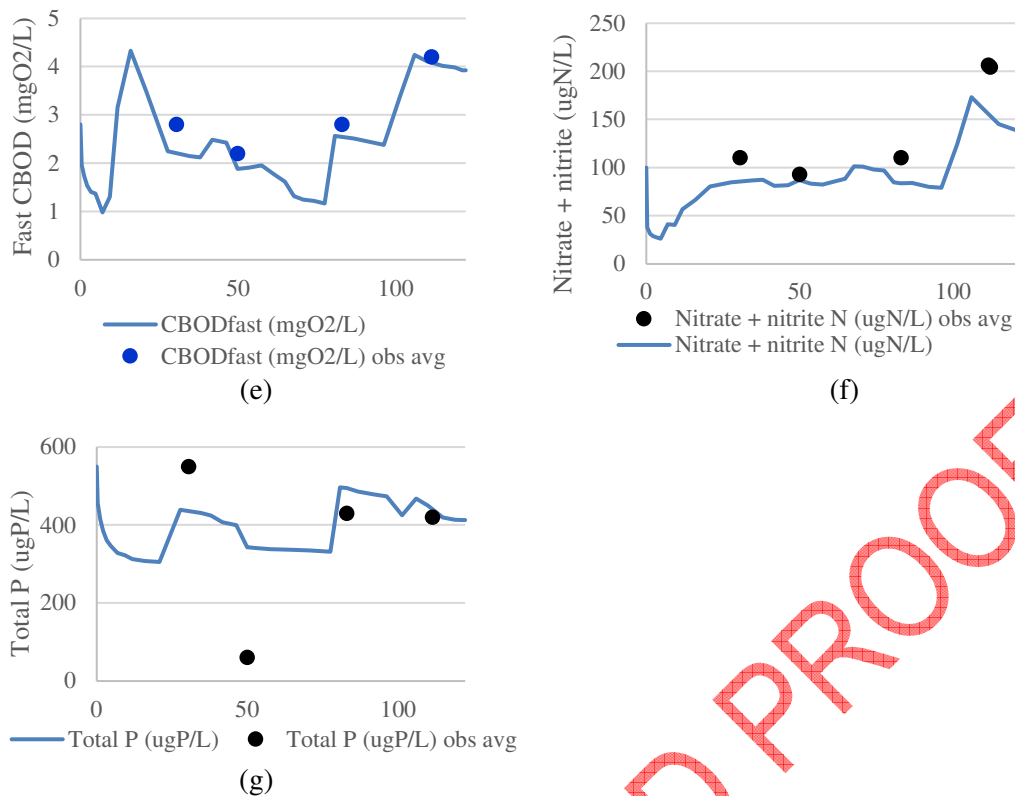 Fast CBOD (mgO2/L)
5
4
3
2
1
0
0 50 100
CBODfast (mgO2/L)
CBODfast (mgO2/L) obs avg
(e)
Nitrate + nitrite (ugN/L)
250
200
150
100
50
0
0 50 100
Nitrate + nitrite N (ugN/L) obs avg
Nitrate + nitrite N (ugN/L)
(f)
Total P (ugP/L)
600
400
200
0
0 50 100
Total P (ugP/L) Total P (ugP/L) obs avg
(g)
D PROOF